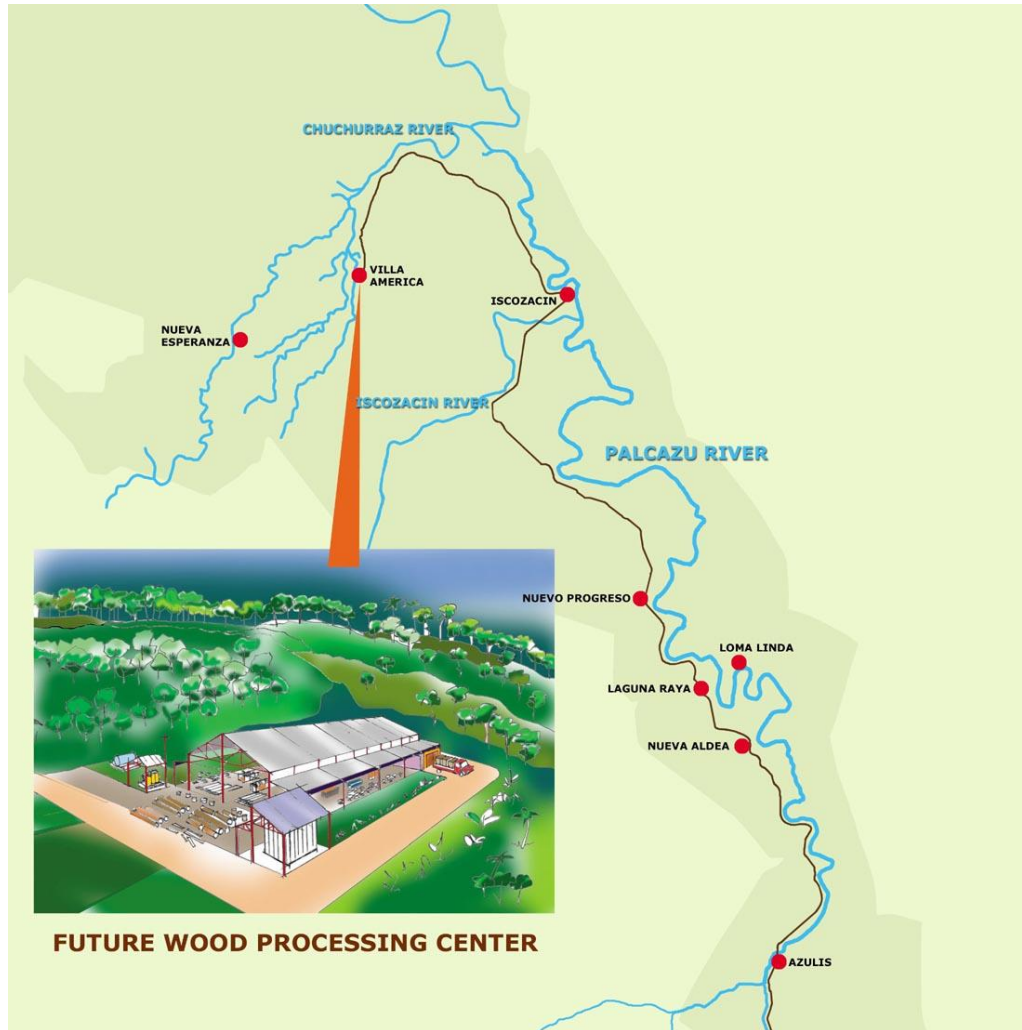 CHUCHURRAZ RIVER
VILLA
AMERICA
ISCOZACIN
NUEVA
ESPERANZA
ISCOZACIN RIVER
PALCAZU RIVER
NUEVO PROGRESO
LOMA LINDA
LAGUNA RAYA
NUEVA ALDEA
FUTURE WOOD PROCESSING CENTER
AZULIS